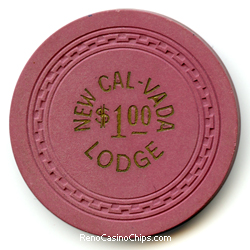 NEW CAL-VADA
$1.00
LODGE
RenoCasinoChips.com